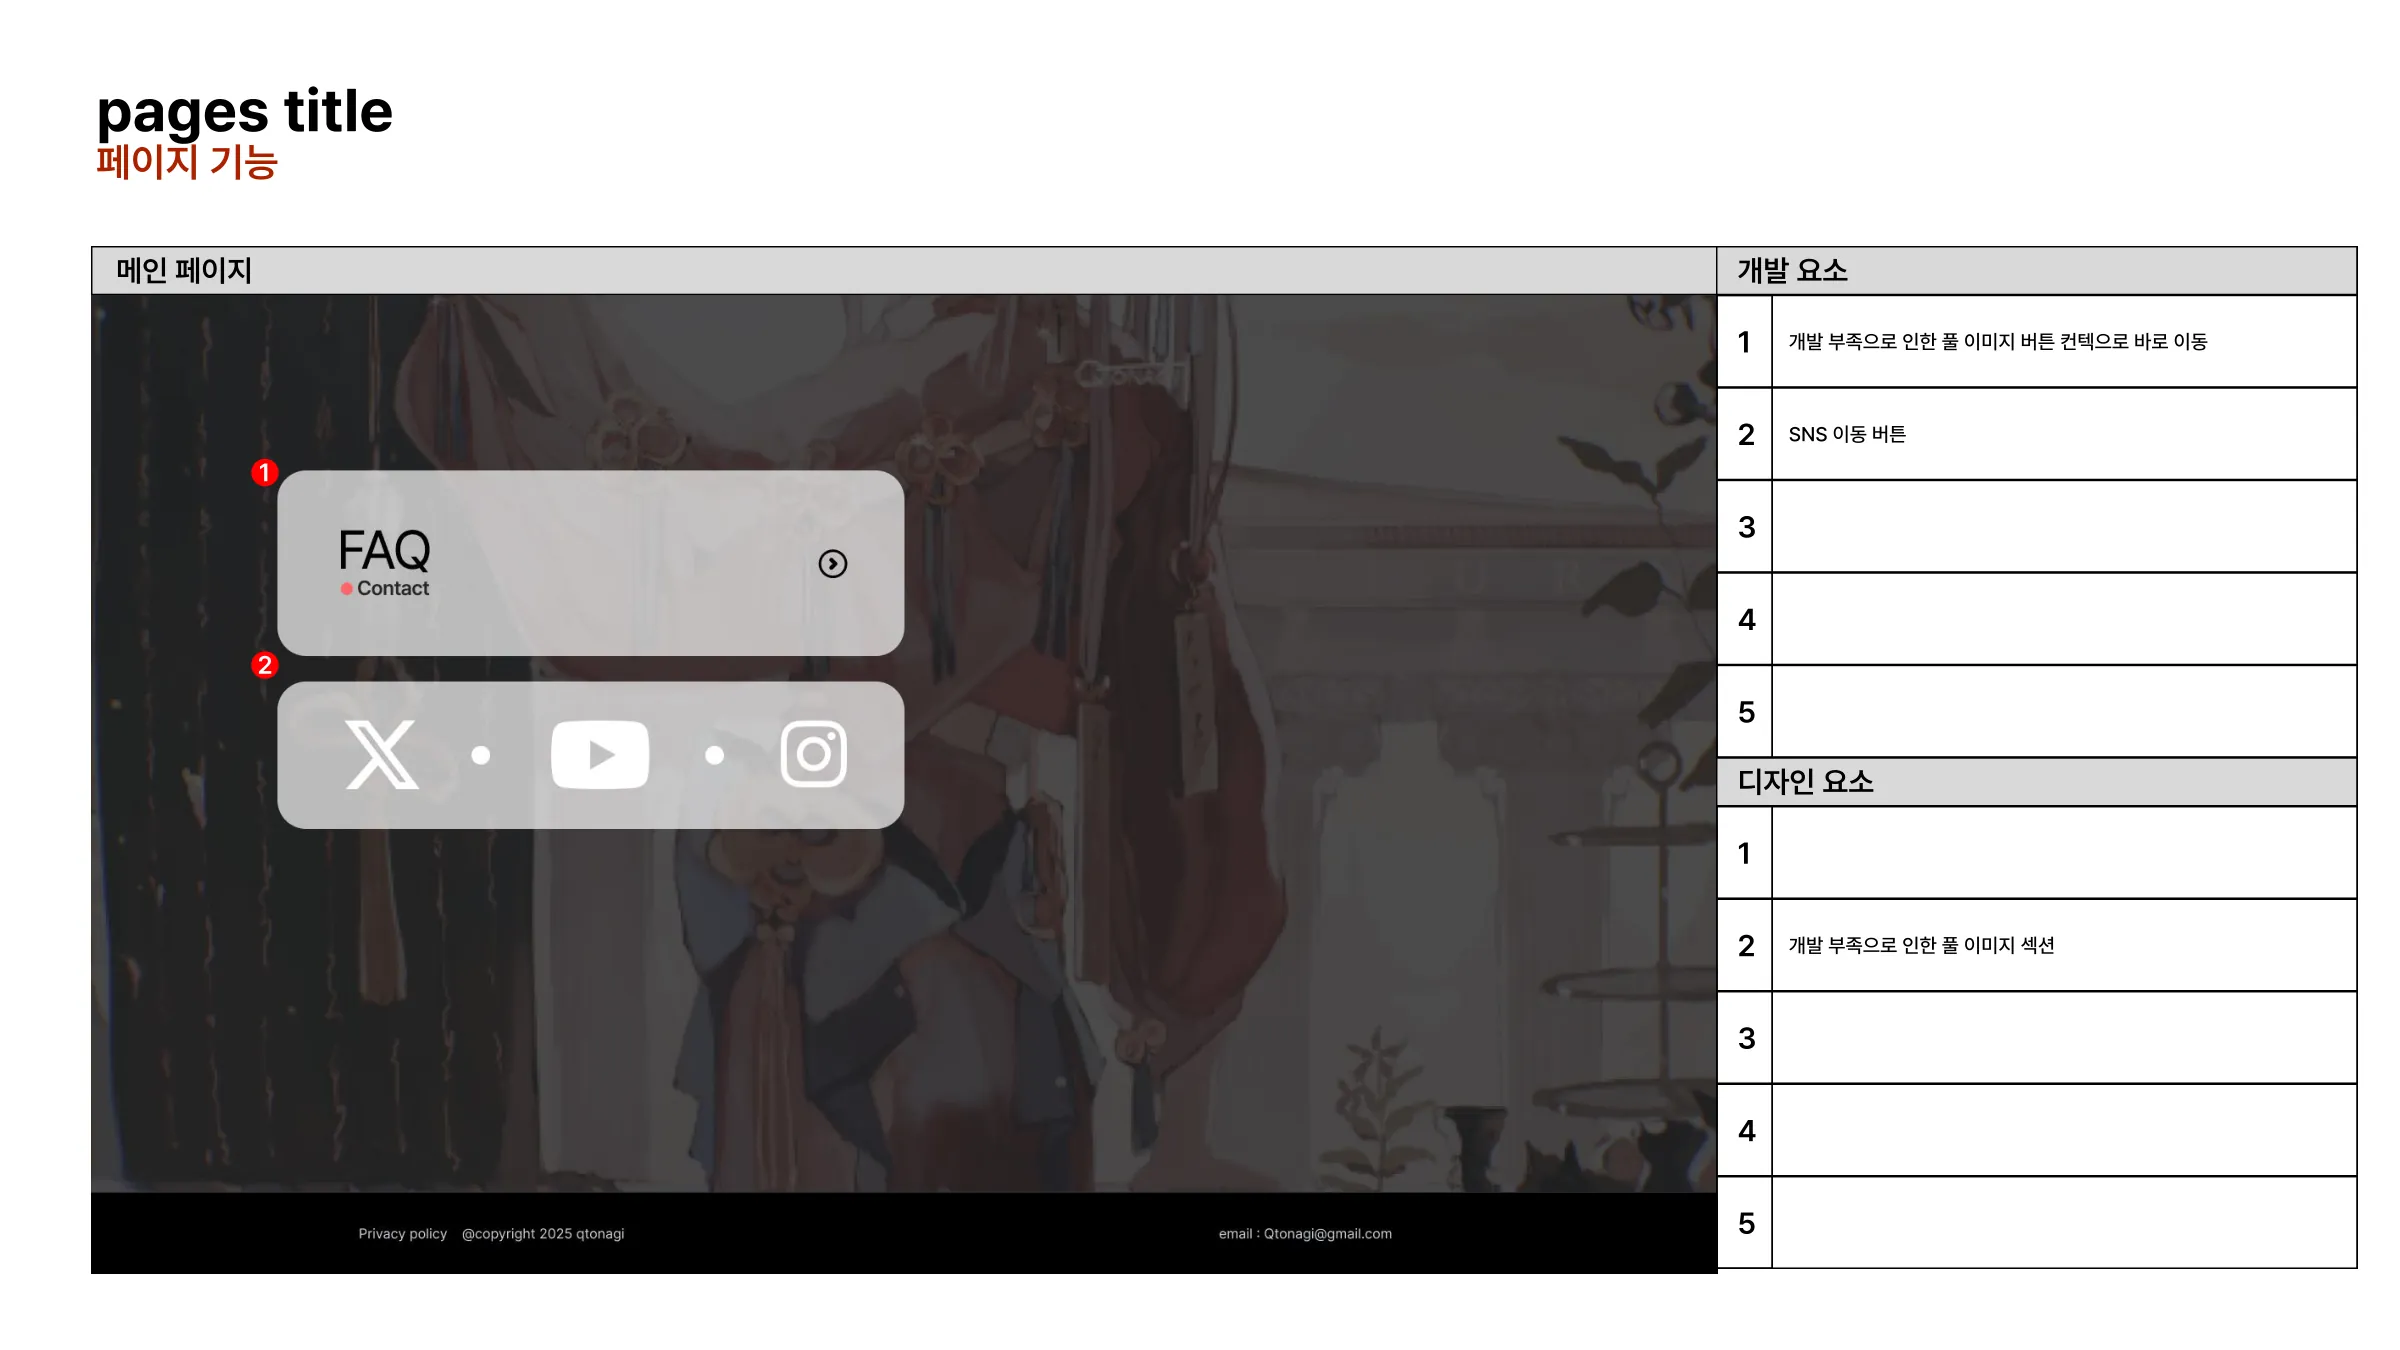 pages title
페이지 기능
메인 페이지
1
FAQ
Contact
2
Privacy policy @copyright 2025 qtonagi
email : Qtonagi@gmail.com
개발 요소
1 개발 부족으로 인한 풀 이미지 버튼 컨텍으로 바로 이동
2 SNS 이동 버튼
3
4
5
디자인 요소
1
2 개발 부족으로 인한 풀 이미지 섹션
3
4
5